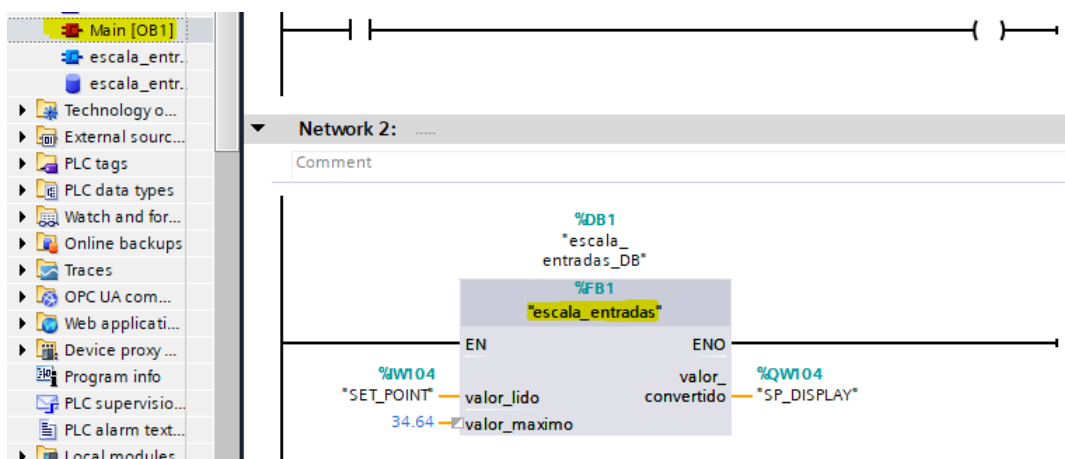 Main [OB1]
escala_entr..
escala_entr..
Technology o...
External sourc...
PLC tags
PLC data types
Watch and for...
Online backups
Traces
OPC UA com...
Web applicati...
Device proxy ...
Program info
PLC supervisio...
PLC alarm text...
Local modules
Network 2: .....
Comment
%DB1
"escala_
entradas_DB"
%FB1
"escala_entradas"
EN ENO
%IW104
"SET_POINT" valor_lido
34.64 valor_maximo
valor_
convertido
%QW104
"SP_DISPLAY"